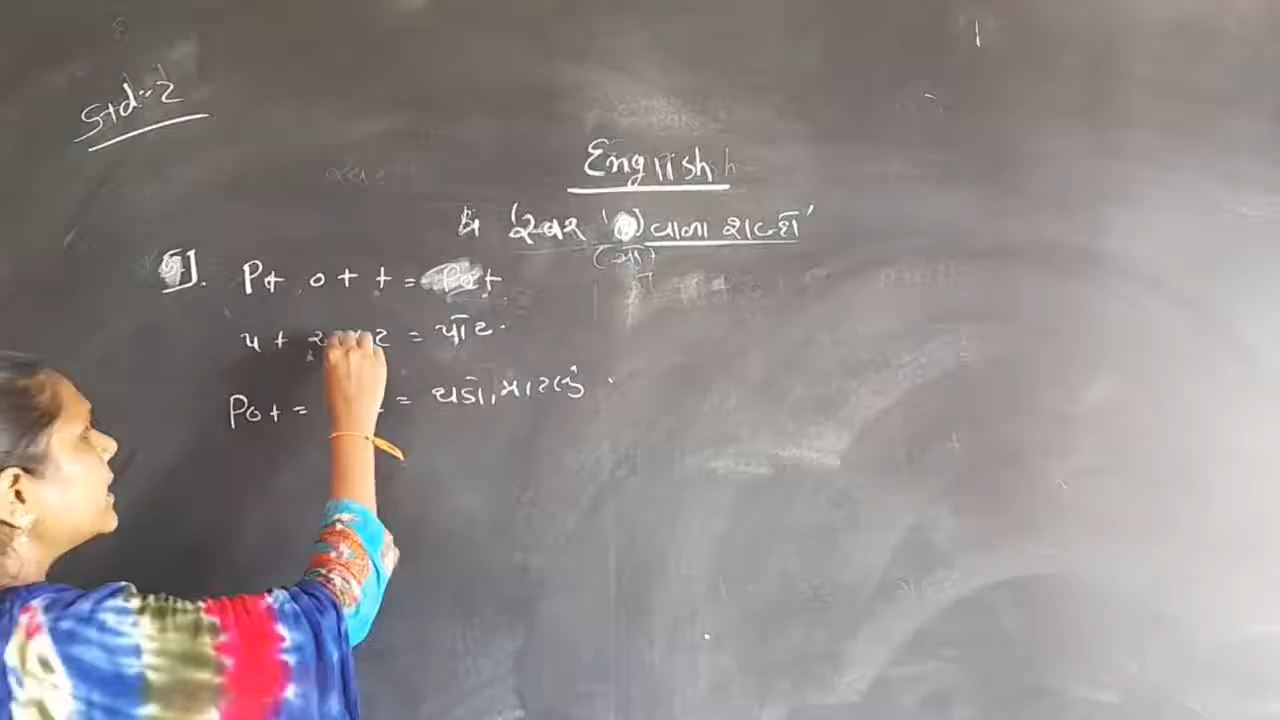 Std:-2
English
સ્વર '(o) વાળા શબ્દો'
(ઑ)
P+ o + t = Pot
પ + ટ = પૉટ.
Pot = = ઘડો, માટલું.